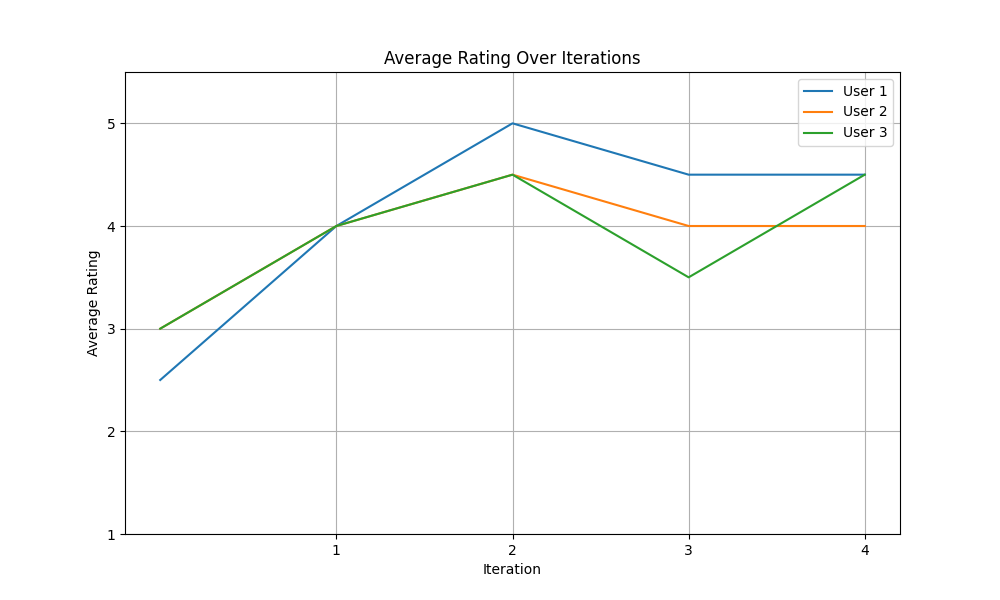 Average Rating Over Iterations
User 1
User 2
User 3
5
4
3
2
1
Average Rating
1 2 3 4
Iteration